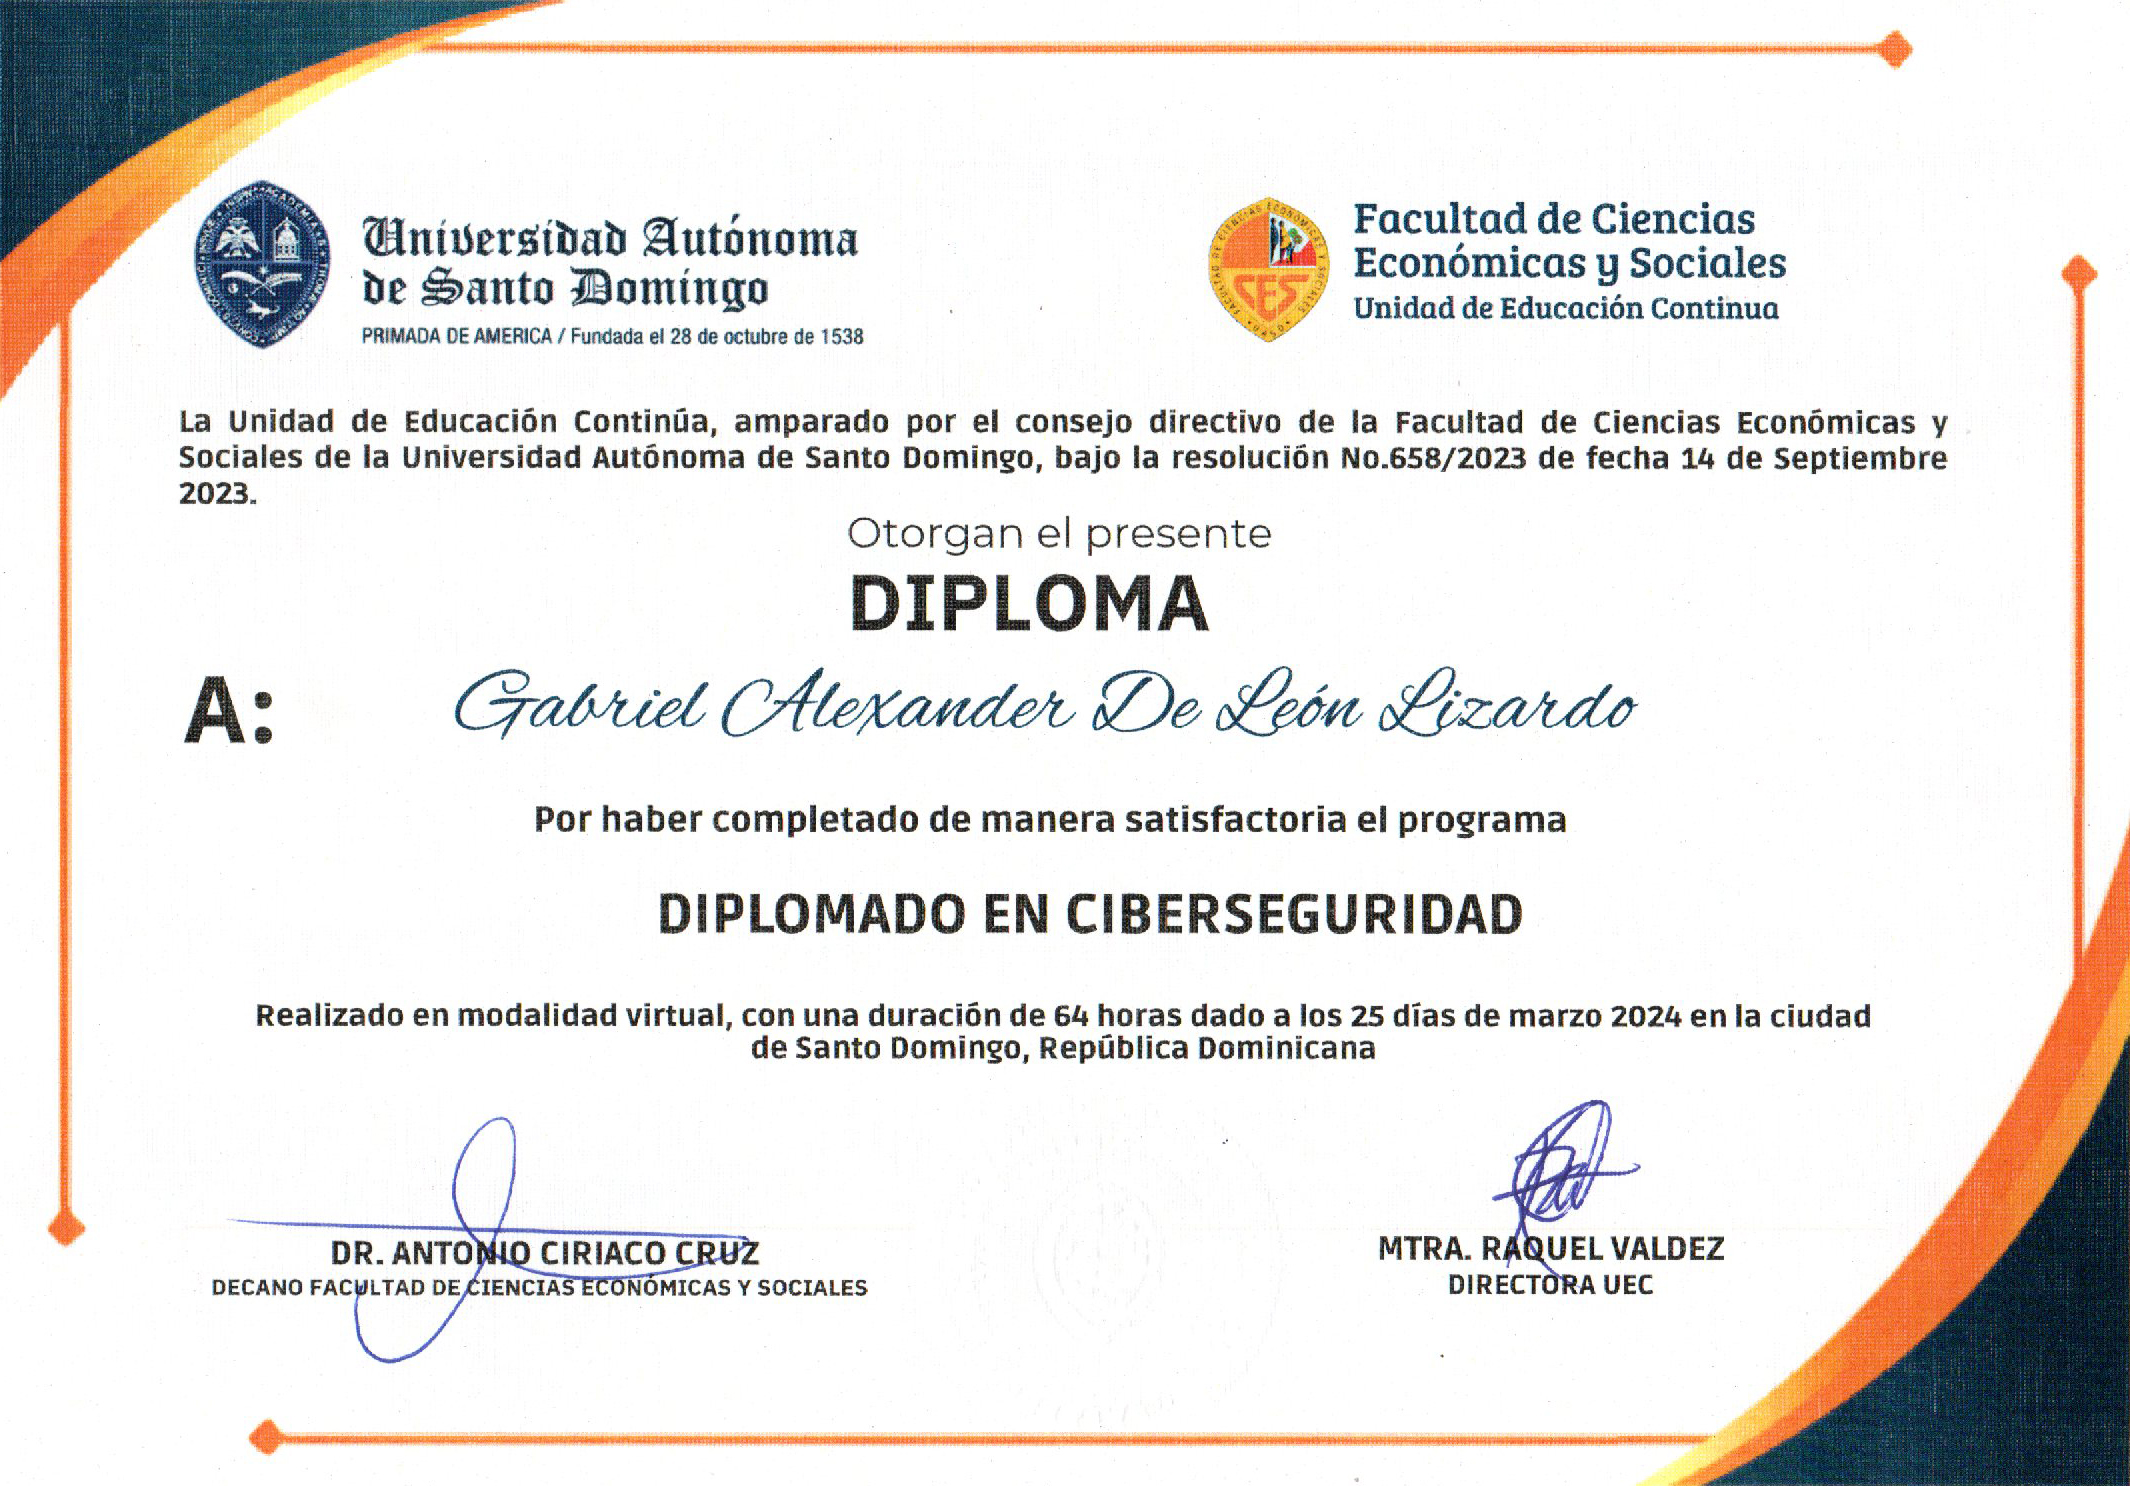 Universidad Autónoma
de Santo Domingo
PRIMADA DE AMERICA / Fundada el 28 de octubre de 1538
CES
Facultad de Ciencias
Económicas y Sociales
Unidad de Educación Continua
La Unidad de Educación Continúa, amparado por el consejo directivo de la Facultad de Ciencias Económicas y
Sociales de la Universidad Autónoma de Santo Domingo, bajo la resolución No.658/2023 de fecha 14 de Septiembre
2023.
Otorgan el presente
DIPLOMA
A: Gabriel Alexander De León Lizardo
Por haber completado de manera satisfactoria el programa
DIPLOMADO EN CIBERSEGURIDAD
Realizado en modalidad virtual, con una duración de 64 horas dado a los 25 días de marzo 2024 en la ciudad
de Santo Domingo, República Dominicana
DR. ANTONIO CIRIACO CRUZ
DECANO FACULTAD DE CIENCIAS ECONÓMICAS Y SOCIALES
MTRA. RAQUEL VALDEZ
DIRECTORA UEC